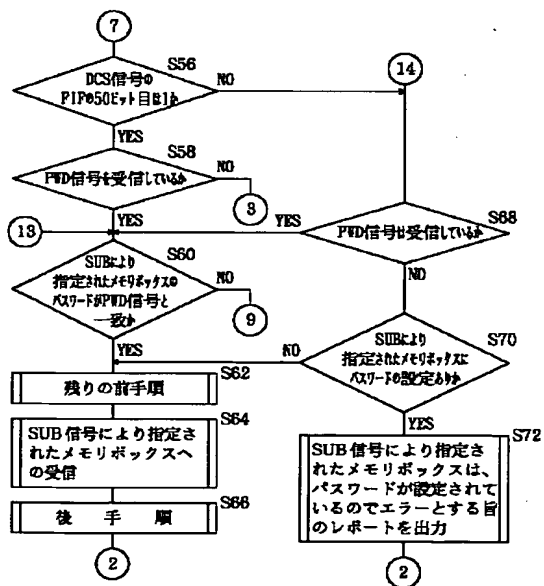 7
S56
DCS信号の
FIFの50ビット目は1か
NO
14
YES
S58
PWD信号を受信しているか
NO
3
YES
13
YES
S68
PWD信号は受信しているか
NO
S60
SUBにより
指定されたメモリボックスの
パスワードがPWD信号と
一致か
NO
9
YES
S70
SUBにより
指定されたメモリボックスに
パスワードの設定ありか
NO
YES
S62
残りの前手順
S64
SUB信号により指定
されたメモリボックスへ
の受信
S66
後 手 順
2
S72
SUB信号により指定
されたメモリボックスは、
パスワードが設定されて
いるのでエラーとする旨
のレポートを出力
2